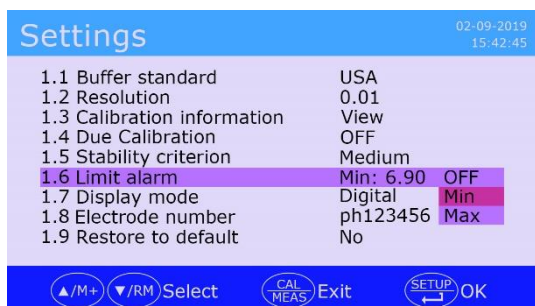 Settings
02-09-2019
15:42:45
1.1 Buffer standard USA
1.2 Resolution 0.01
1.3 Calibration information View
1.4 Due Calibration OFF
1.5 Stability criterion Medium
1.6 Limit alarm Min: 6.90 OFF
1.7 Display mode Digital Min
1.8 Electrode number ph123456 Max
1.9 Restore to default No
▲/M+ ▼/RM Select CAL MEAS Exit SETUP ↵ OK